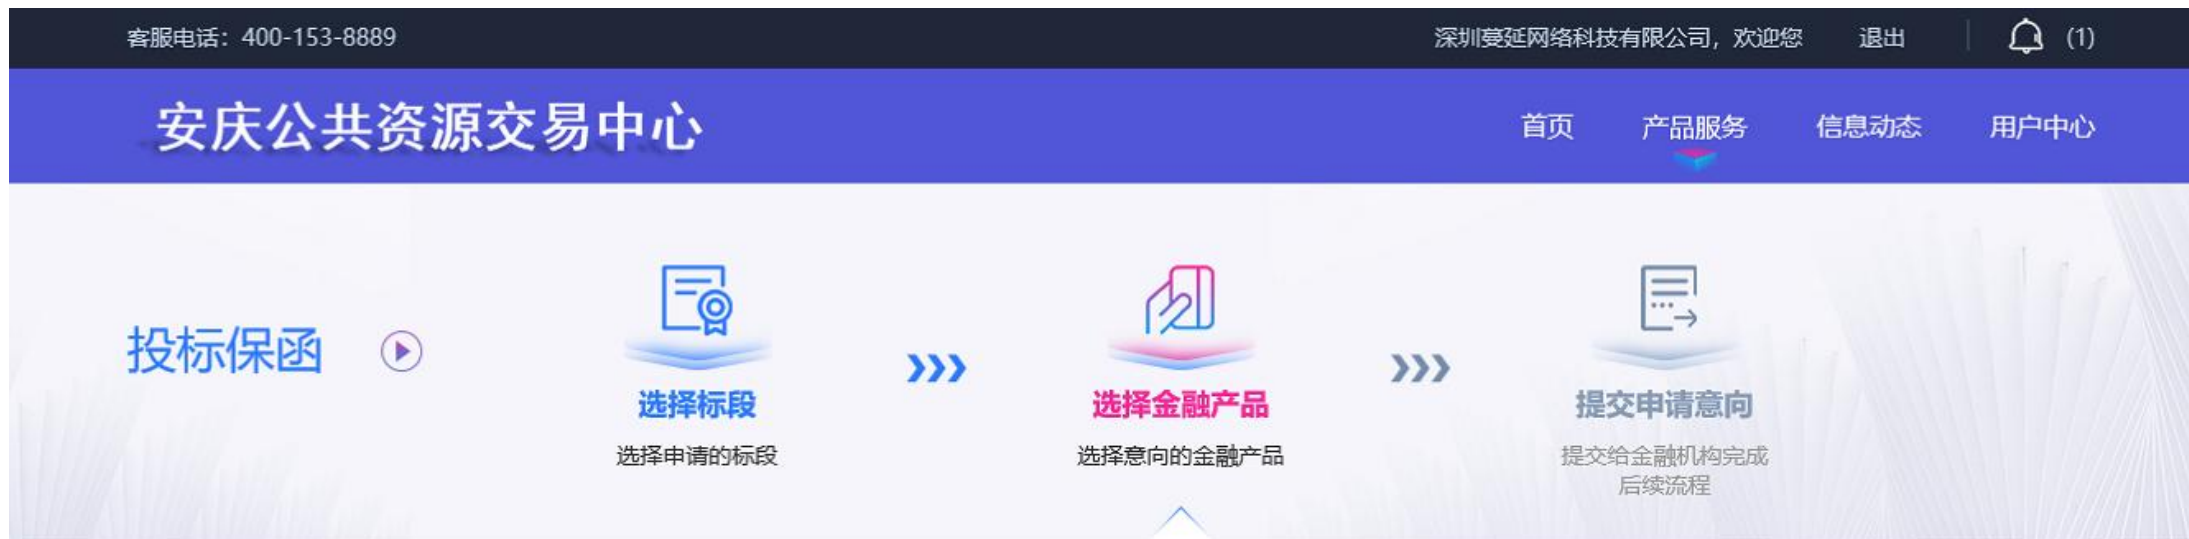 客服电话：400-153-8889
深圳蔓延网络科技有限公司，欢迎您 退出 (1)
安庆公共资源交易中心
首页 产品服务 信息动态 用户中心
投标保函
选择标段
选择申请的标段
选择金融产品
选择意向的金融产品
提交申请意向
提交给金融机构完成
后续流程